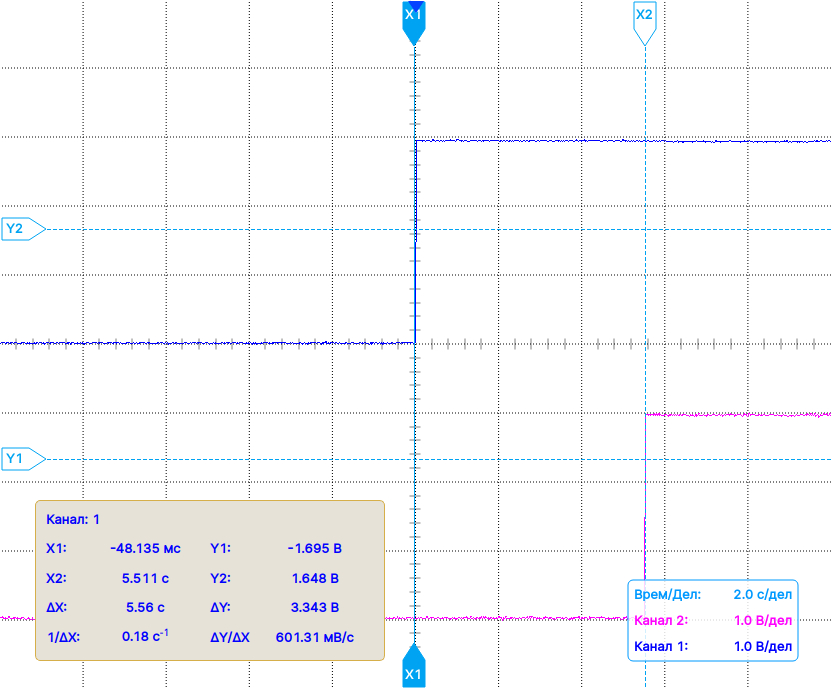 X1
X2
Y2
Y1
Канал: 1
X1: -48.135 мс Y1: -1.695 В
X2: 5.511 с Y2: 1.648 В
ΔX: 5.56 с ΔY: 3.343 В
1/ΔX: 0.18 с⁻¹ ΔY/ΔX 601.31 мВ/с
Врем/Дел: 2.0 с/дел
Канал 2: 1.0 В/дел
Канал 1: 1.0 В/дел
X1